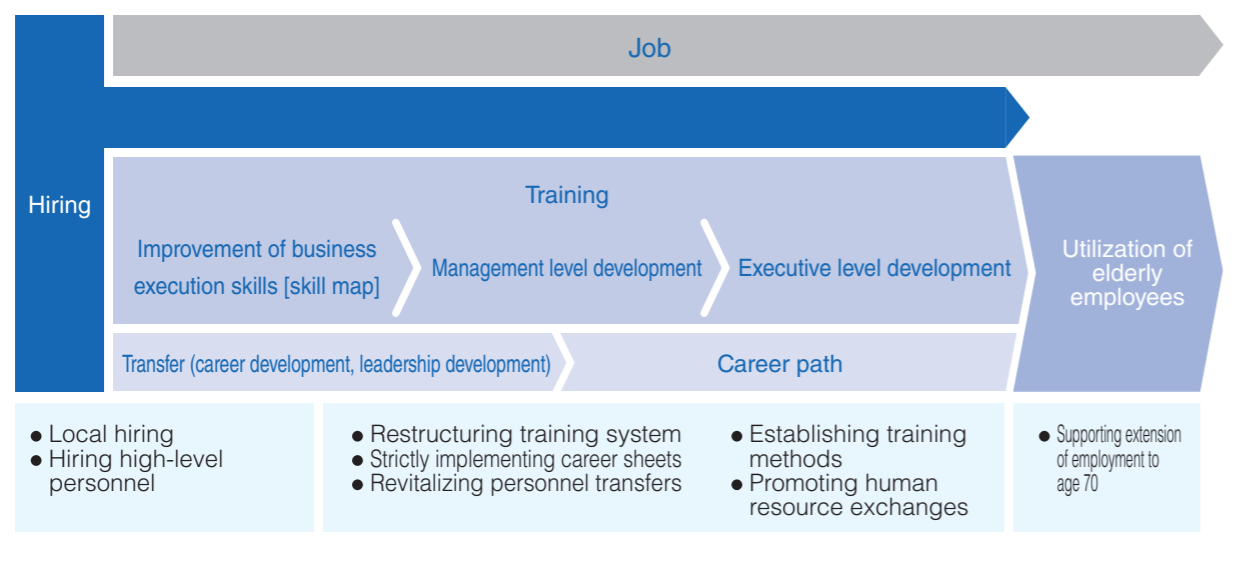 Job
Hiring
Training
Improvement of business
execution skills [skill map]
Management level development
Executive level development
Utilization of
elderly
employees
Transfer (career development, leadership development)
Career path
● Local hiring
● Hiring high-level
personnel
● Restructuring training system
● Strictly implementing career sheets
● Revitalizing personnel transfers
● Establishing training
methods
● Promoting human
resource exchanges
● Supporting extension
of employment to
age 70